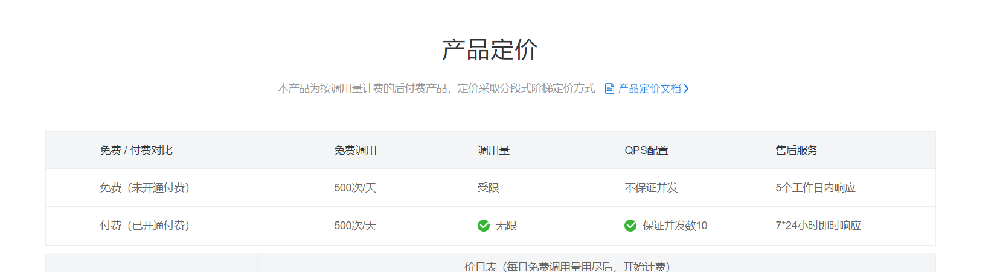 产品定价
本产品为按调用量计费的后付费产品，定价采取分段式阶梯定价方式 产品定价文档
免费 / 付费对比 免费调用 调用量 QPS配置 售后服务
免费（未开通付费） 500次/天 受限 不保证并发 5个工作日内响应
付费（已开通付费） 500次/天 无限 保证并发数10 7*24小时即时响应
价目表（每日免费调用量用尽后，开始计费）